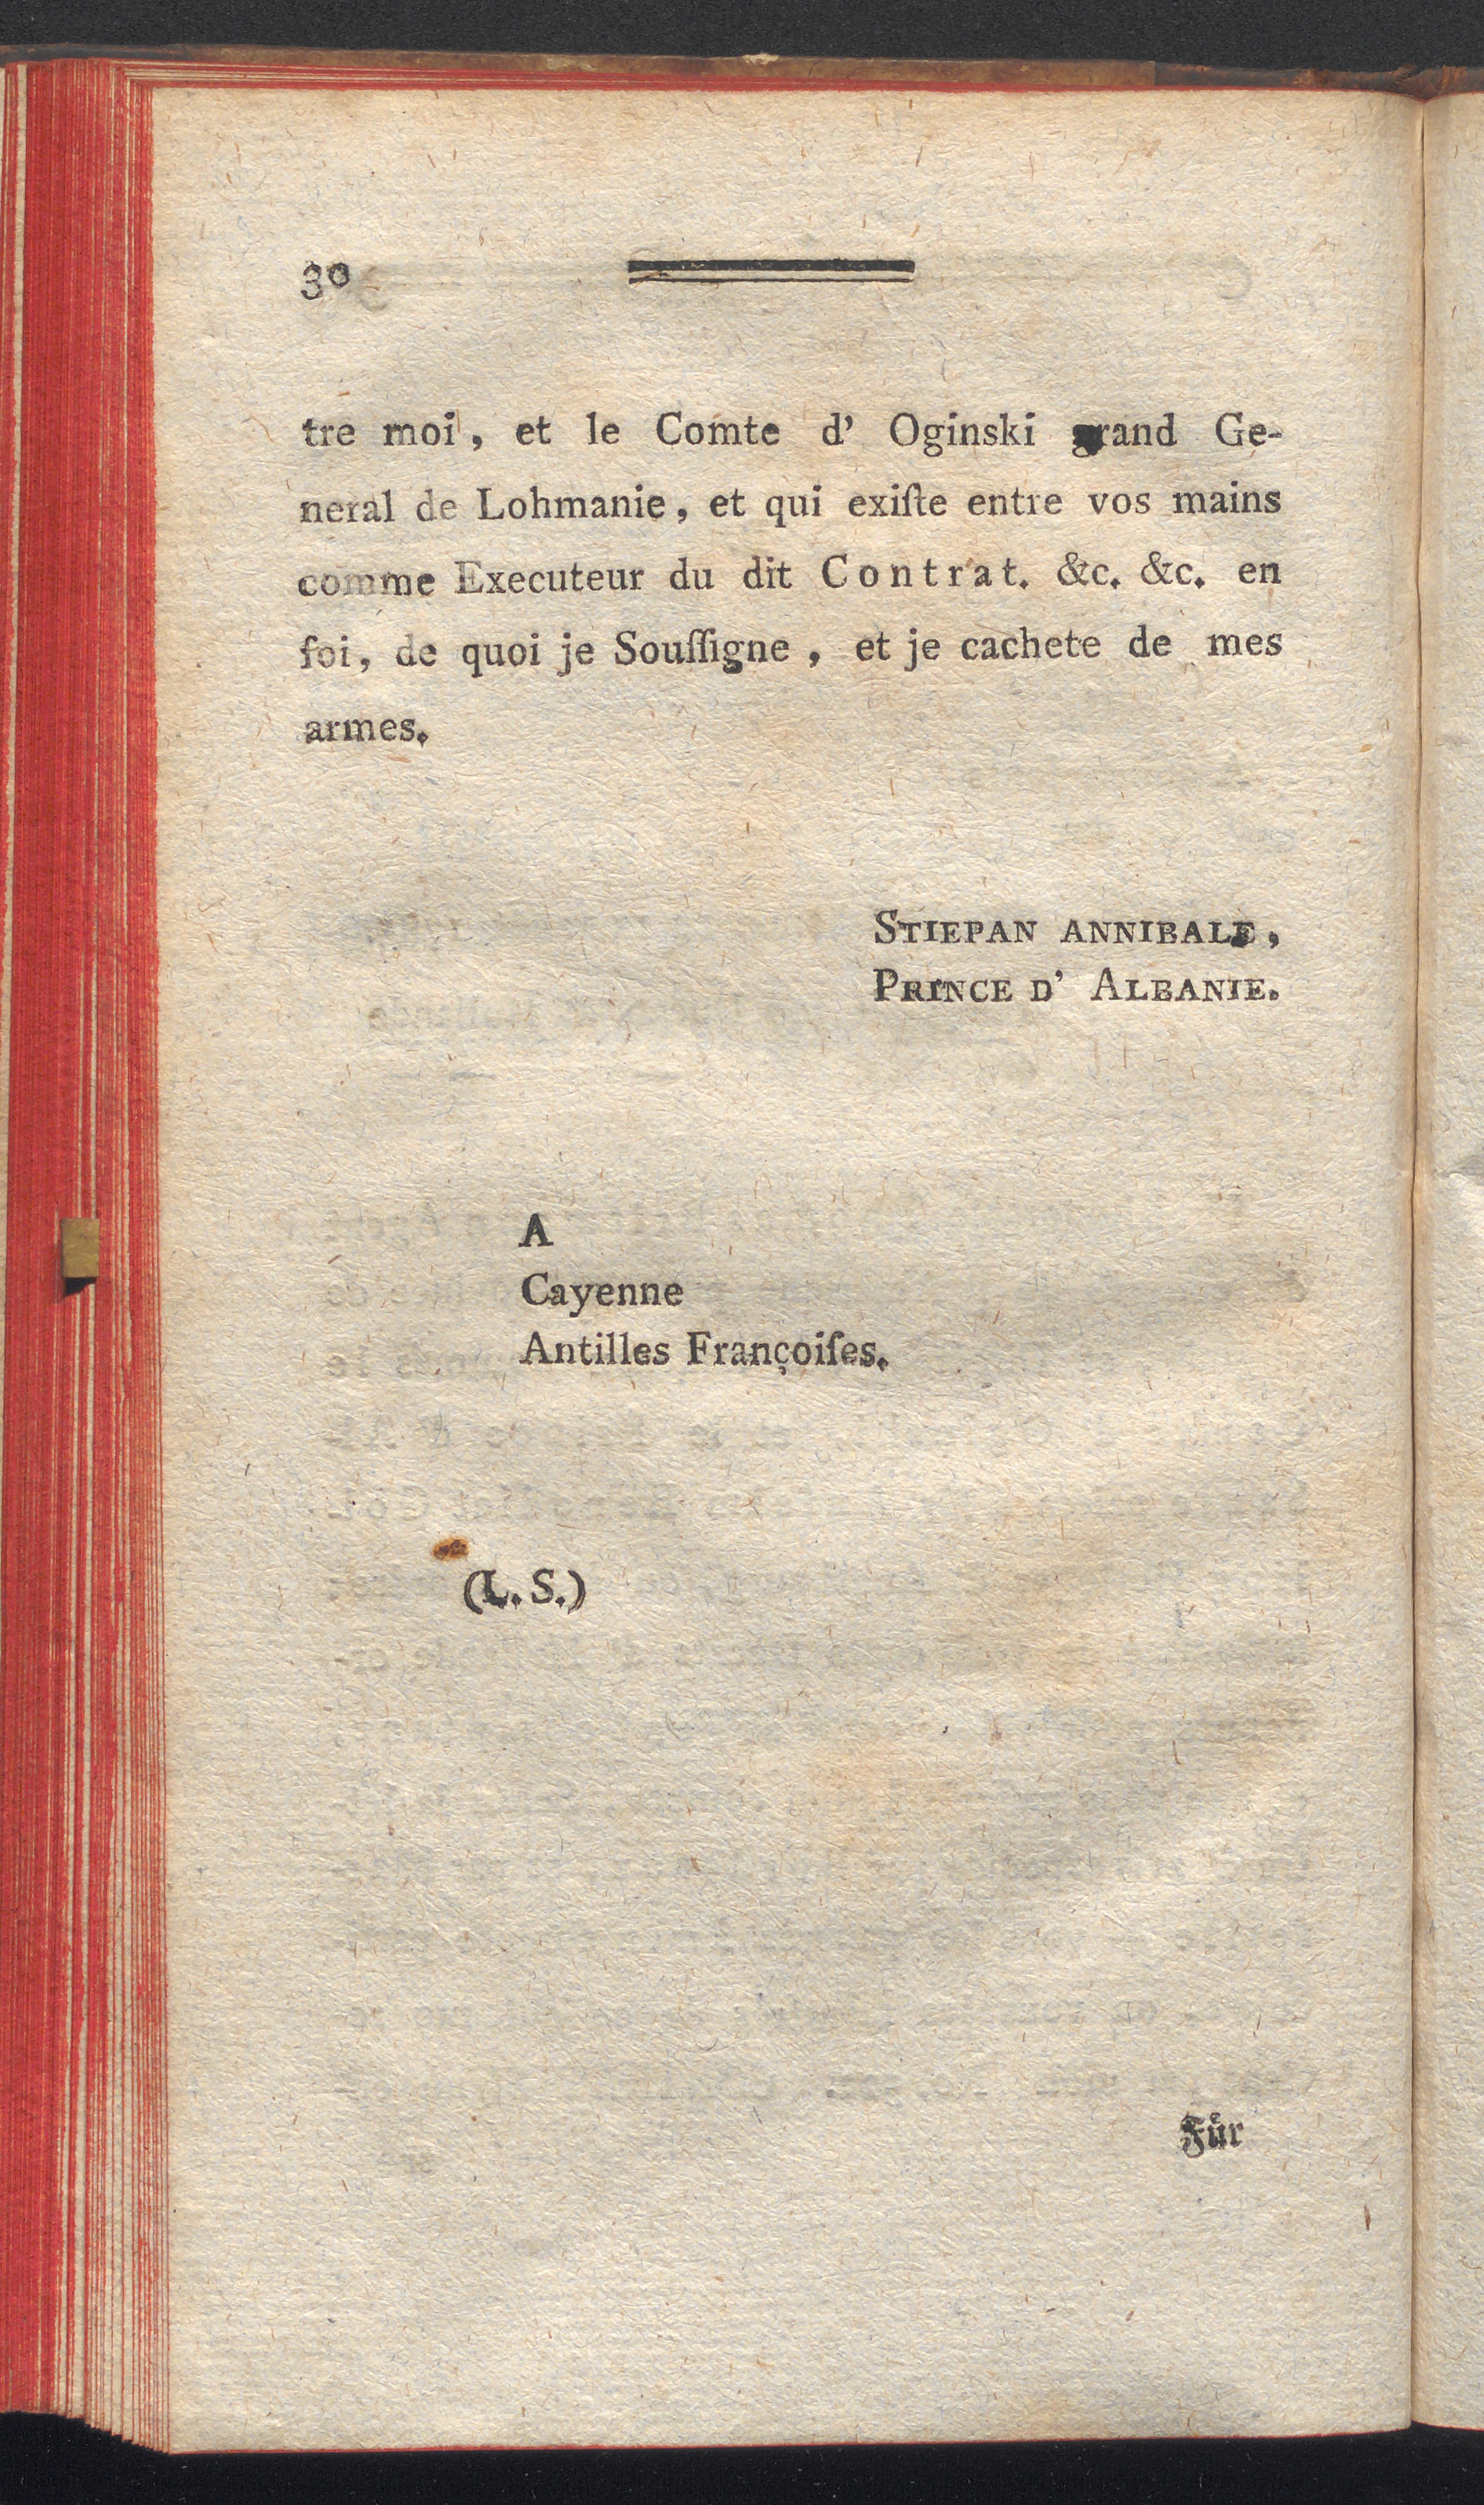 30
tre moi, et le Comte d' Oginski grand Ge-
neral de Lohmanie, et qui exiſte entre vos mains
comme Executeur du dit Contrat. &c. &c. en
foi, de quoi je Souſſigne, et je cachete de mes
armes.
STIEPAN ANNIBALE,
PRINCE D' ALBANIE.
A
Cayenne
Antilles Françoiſes.
(L. S.)
Für